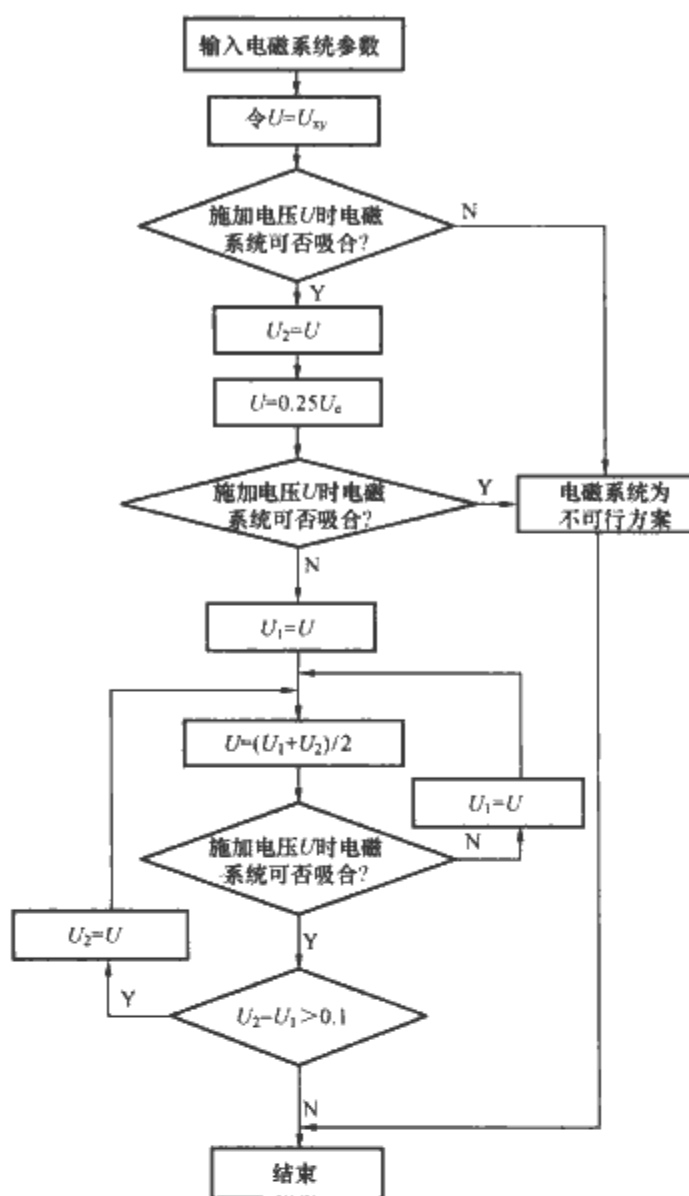 输入电磁系统参数
令U=Uxy
施加电压U时电磁
系统可否吸合?
N
Y
U₂=U
U=0.25Uₑ
施加电压U时电磁
系统可否吸合?
Y
电磁系统为
不可行方案
N
U₁=U
U=(U₁+U₂)/2
U₁=U
施加电压U时电磁
系统可否吸合?
N
Y
U₂=U
Y
U₂-U₁>0.1
N
结束